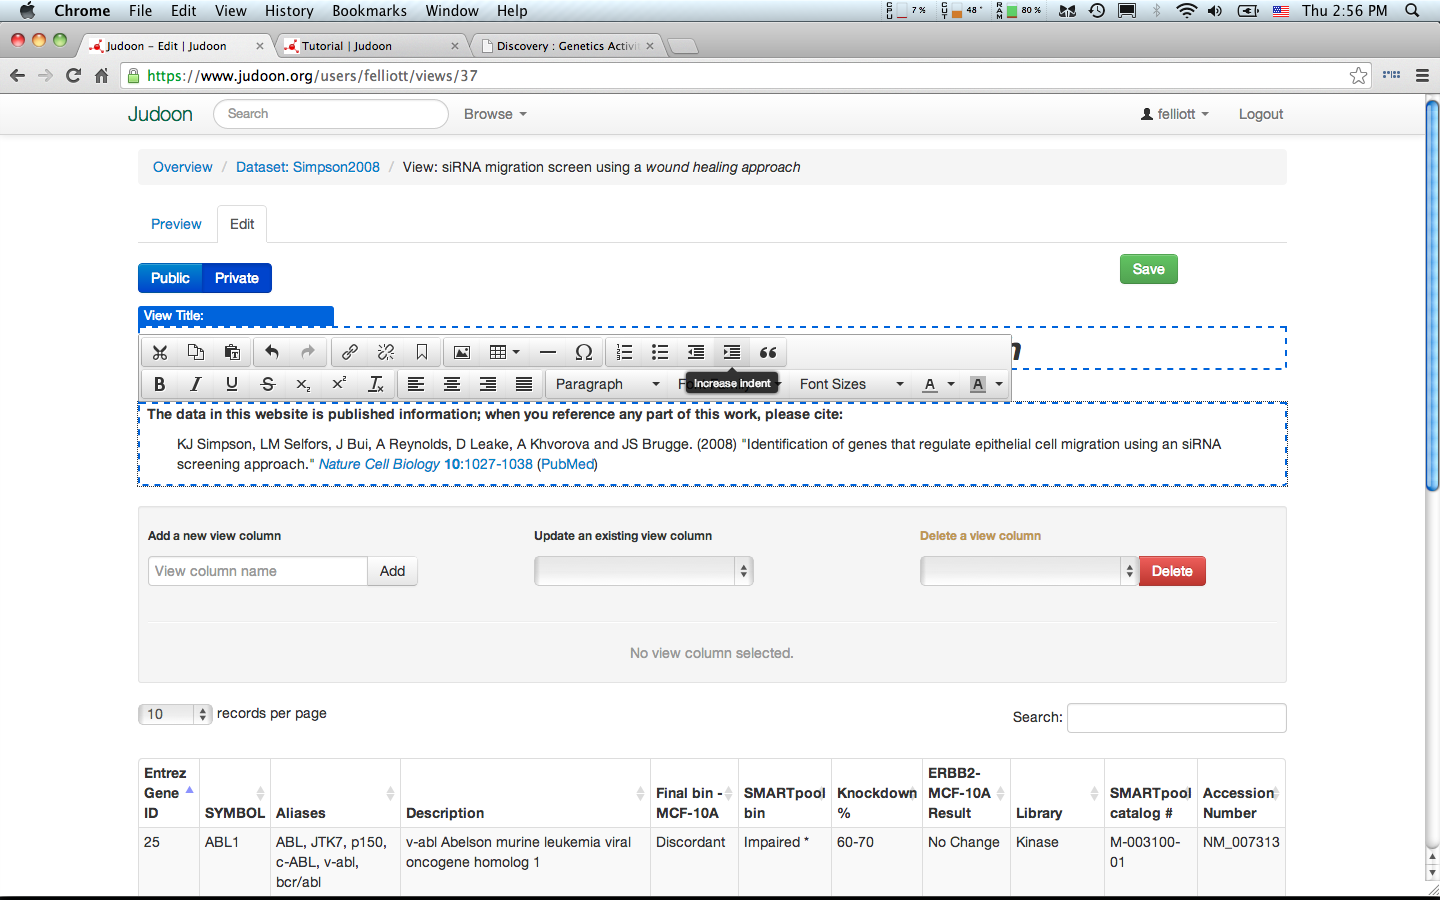 Chrome File Edit View History Bookmarks Window Help CPU 7% CUT 48° RAM 80% Thu 2:56 PM
Judoon – Edit | Judoon Tutorial | Judoon Discovery : Genetics Activi
https://www.judoon.org/users/felliott/views/37
Judoon Search Browse felliott Logout
Overview / Dataset: Simpson2008 / View: siRNA migration screen using a wound healing approach
Preview Edit
Public Private Save
View Title:
B I U S x₂ x² Tx Paragraph Increase indent Font Sizes A A
The data in this website is published information; when you reference any part of this work, please cite:
KJ Simpson, LM Selfors, J Bui, A Reynolds, D Leake, A Khvorova and JS Brugge. (2008) "Identification of genes that regulate epithelial cell migration using an siRNA
screening approach." Nature Cell Biology 10:1027-1038 (PubMed)
Add a new view column Update an existing view column Delete a view column
View column name Add Delete
No view column selected.
10 records per page Search:
Entrez Gene ID SYMBOL Aliases Description Final bin - MCF-10A SMARTpool bin Knockdown % ERBB2-MCF-10A Result Library SMARTpool catalog # Accession Number
25 ABL1 ABL, JTK7, p150, c-ABL, v-abl, bcr/abl v-abl Abelson murine leukemia viral oncogene homolog 1 Discordant Impaired * 60-70 No Change Kinase M-003100-01 NM_007313